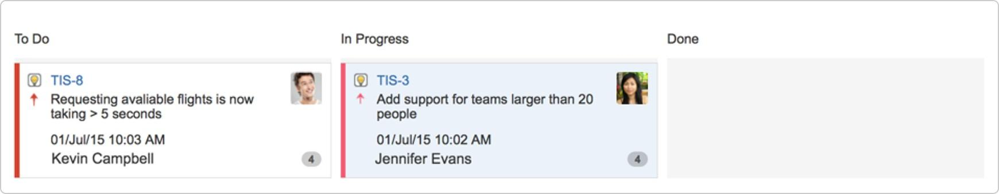 To Do
In Progress
Done
TIS-8
Requesting avaliable flights is now
taking > 5 seconds
01/Jul/15 10:03 AM
Kevin Campbell
4
TIS-3
Add support for teams larger than 20
people
01/Jul/15 10:02 AM
Jennifer Evans
4